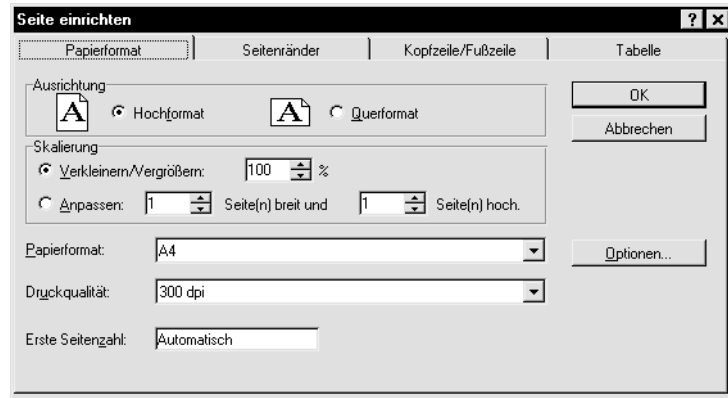 Seite einrichten
Papierformat Seitenränder Kopfzeile/Fußzeile Tabelle
Ausrichtung
A Hochformat A Querformat
OK
Abbrechen
Skalierung
Verkleinern/Vergrößern: 100 %
Anpassen: 1 Seite(n) breit und 1 Seite(n) hoch.
Papierformat: A4
Optionen...
Druckqualität: 300 dpi
Erste Seitenzahl: Automatisch